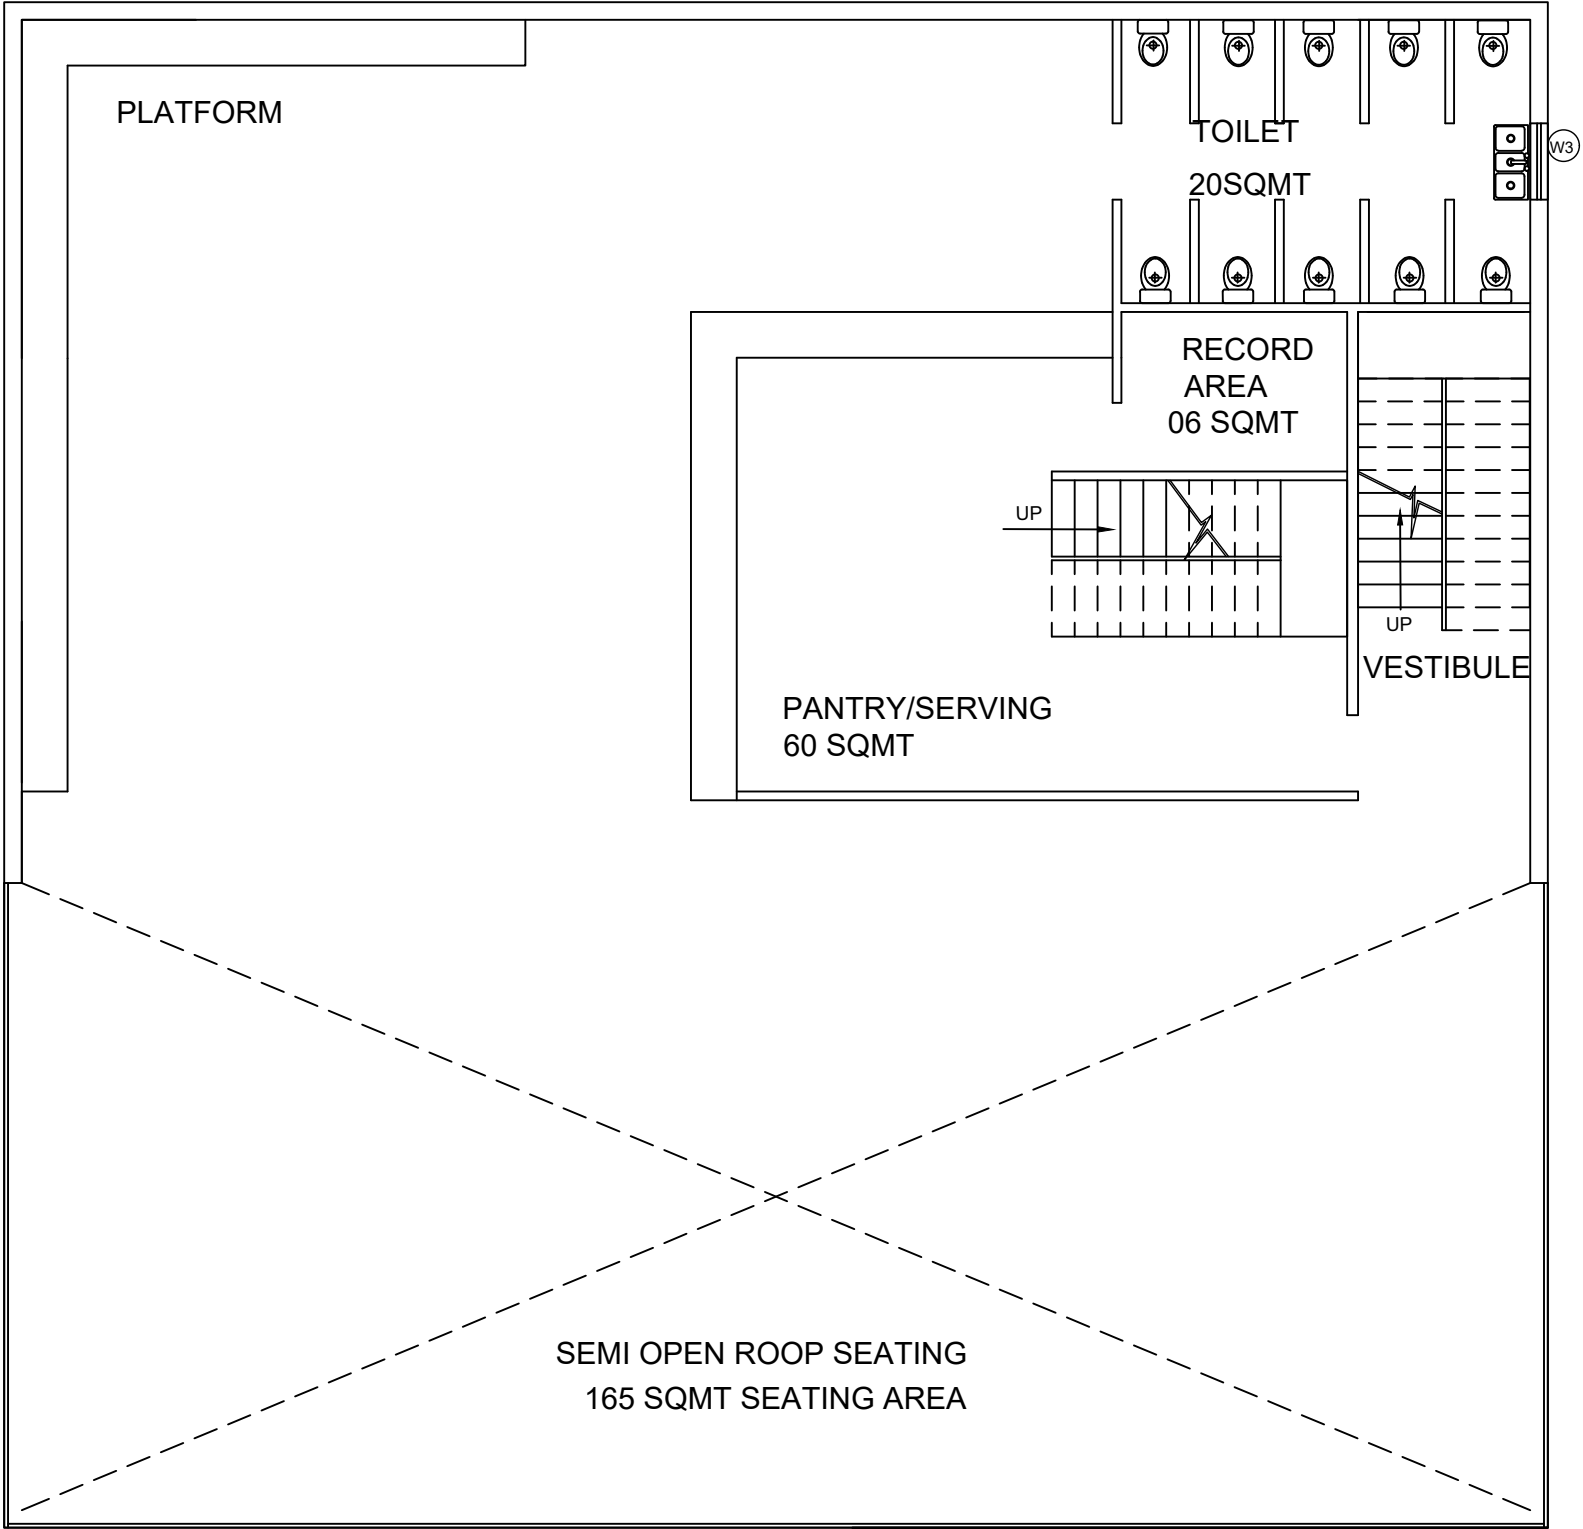 PLATFORM
TOILET
20SQMT
W3
RECORD
AREA
06 SQMT
UP
UP
VESTIBULE
PANTRY/SERVING
60 SQMT
SEMI OPEN ROOP SEATING
165 SQMT SEATING AREA